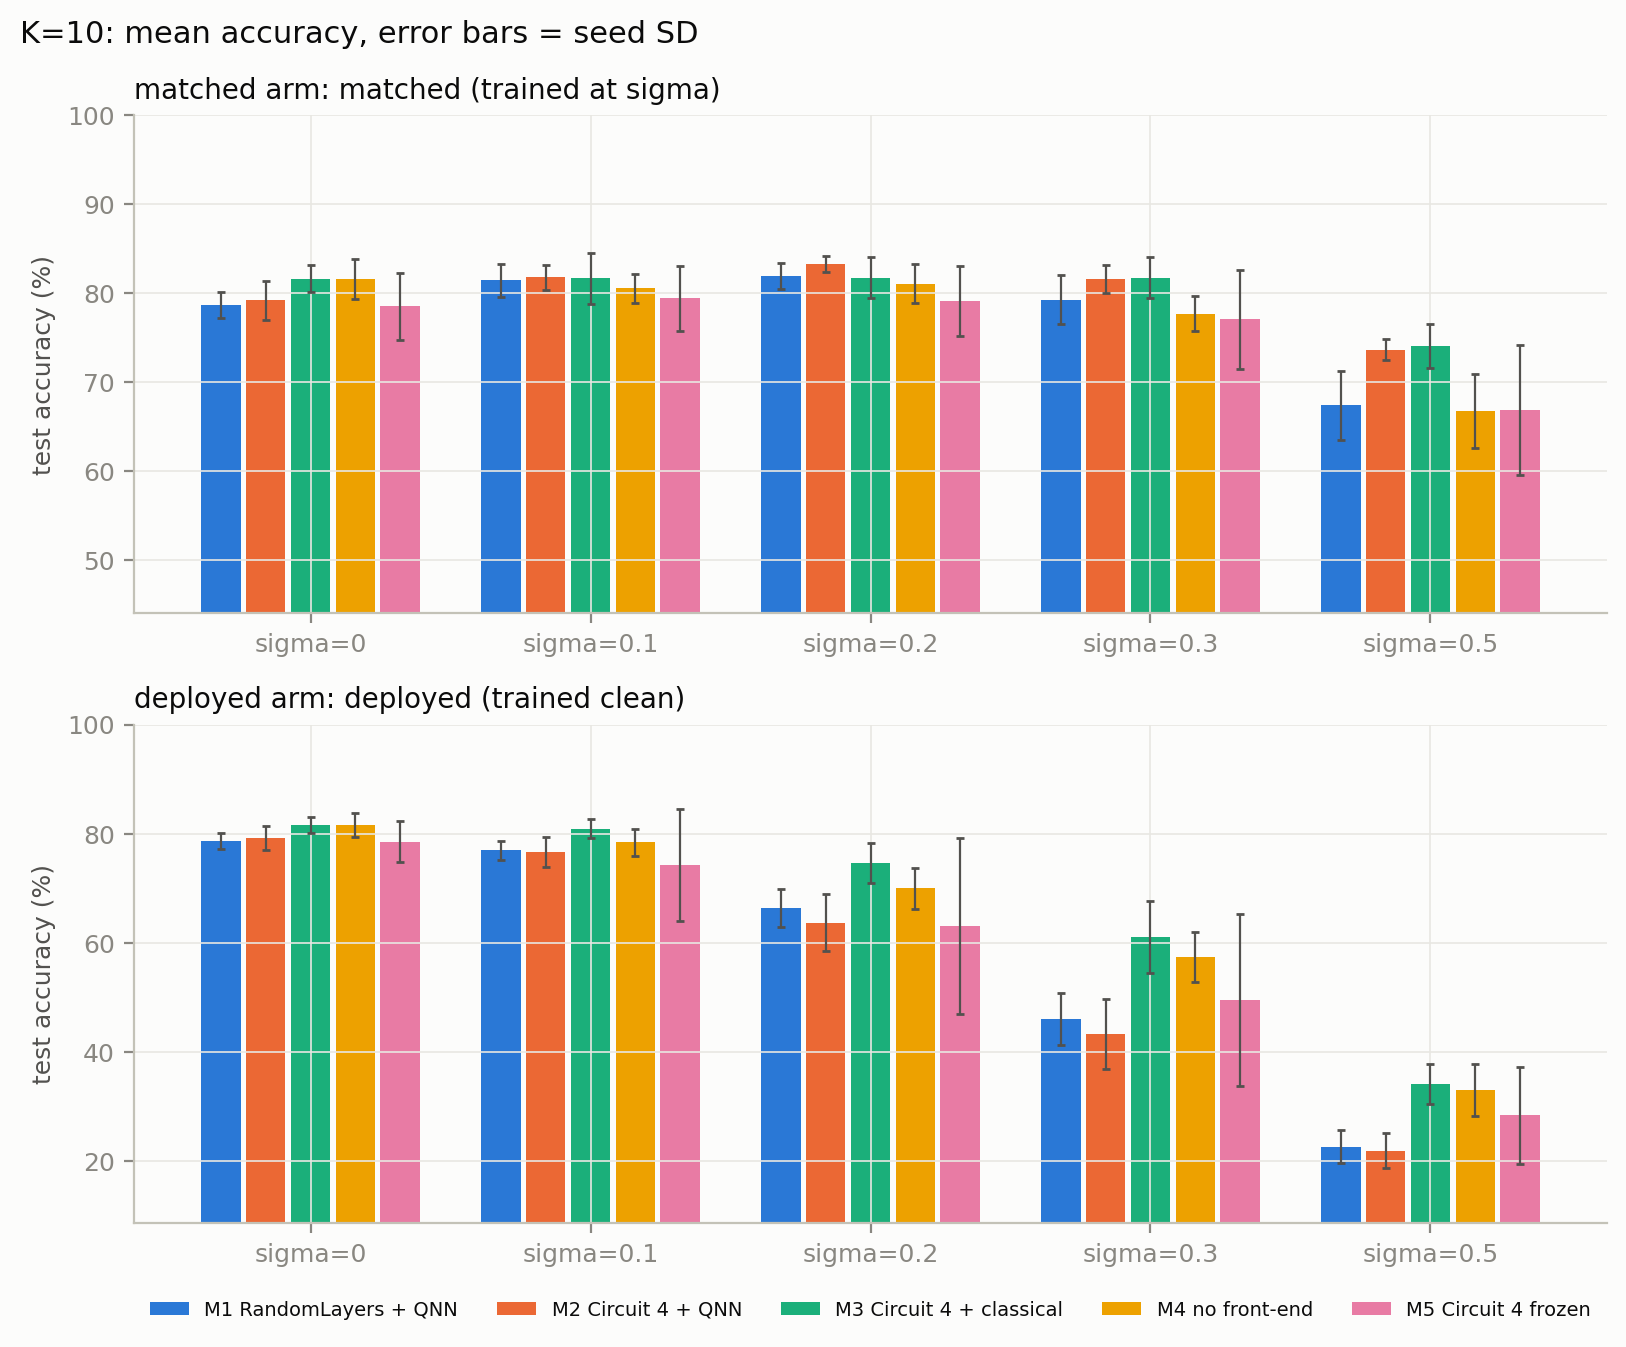 K=10: mean accuracy, error bars = seed SD
matched arm: matched (trained at sigma)
100
90
80
70
60
50
test accuracy (%)
sigma=0 sigma=0.1 sigma=0.2 sigma=0.3 sigma=0.5
deployed arm: deployed (trained clean)
100
80
60
40
20
test accuracy (%)
sigma=0 sigma=0.1 sigma=0.2 sigma=0.3 sigma=0.5
M1 RandomLayers + QNN M2 Circuit 4 + QNN M3 Circuit 4 + classical M4 no front-end M5 Circuit 4 frozen